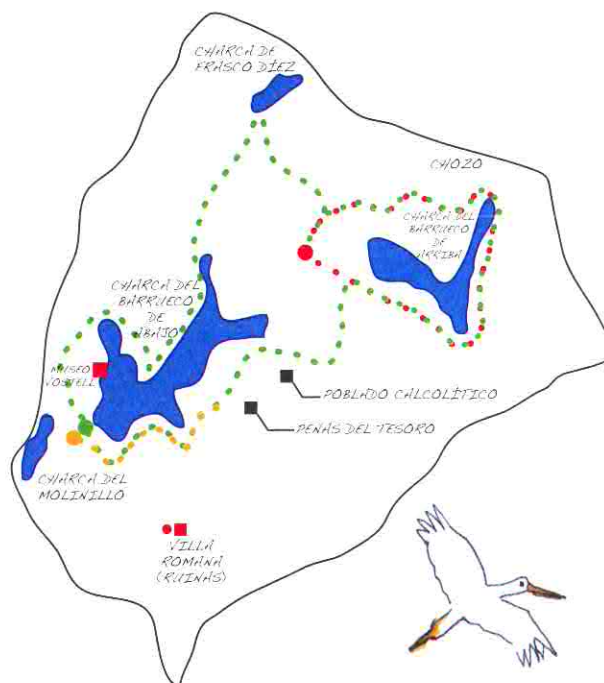 CHARCA DE
FRASCO DÍEZ
CHOZO
CHARCA DEL
BARRUECO
DE
ARRIBA
CHARCA DEL
BARRUECO
DE
ABAJO
MUSEO
VOSTELL
POBLADO CALCOLÍTICO
PEÑAS DEL TESORO
CHARCA DEL
MOLINILLO
VILLA
ROMANA
(RUINAS)